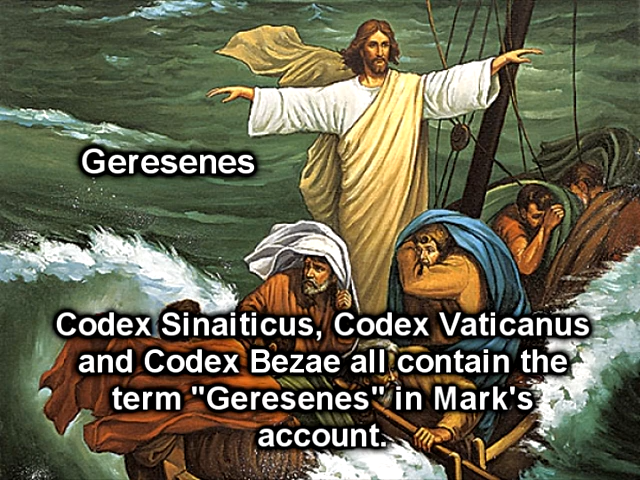 Geresenes
Codex Sinaiticus, Codex Vaticanus
and Codex Bezae all contain the
term "Geresenes" in Mark's
account.